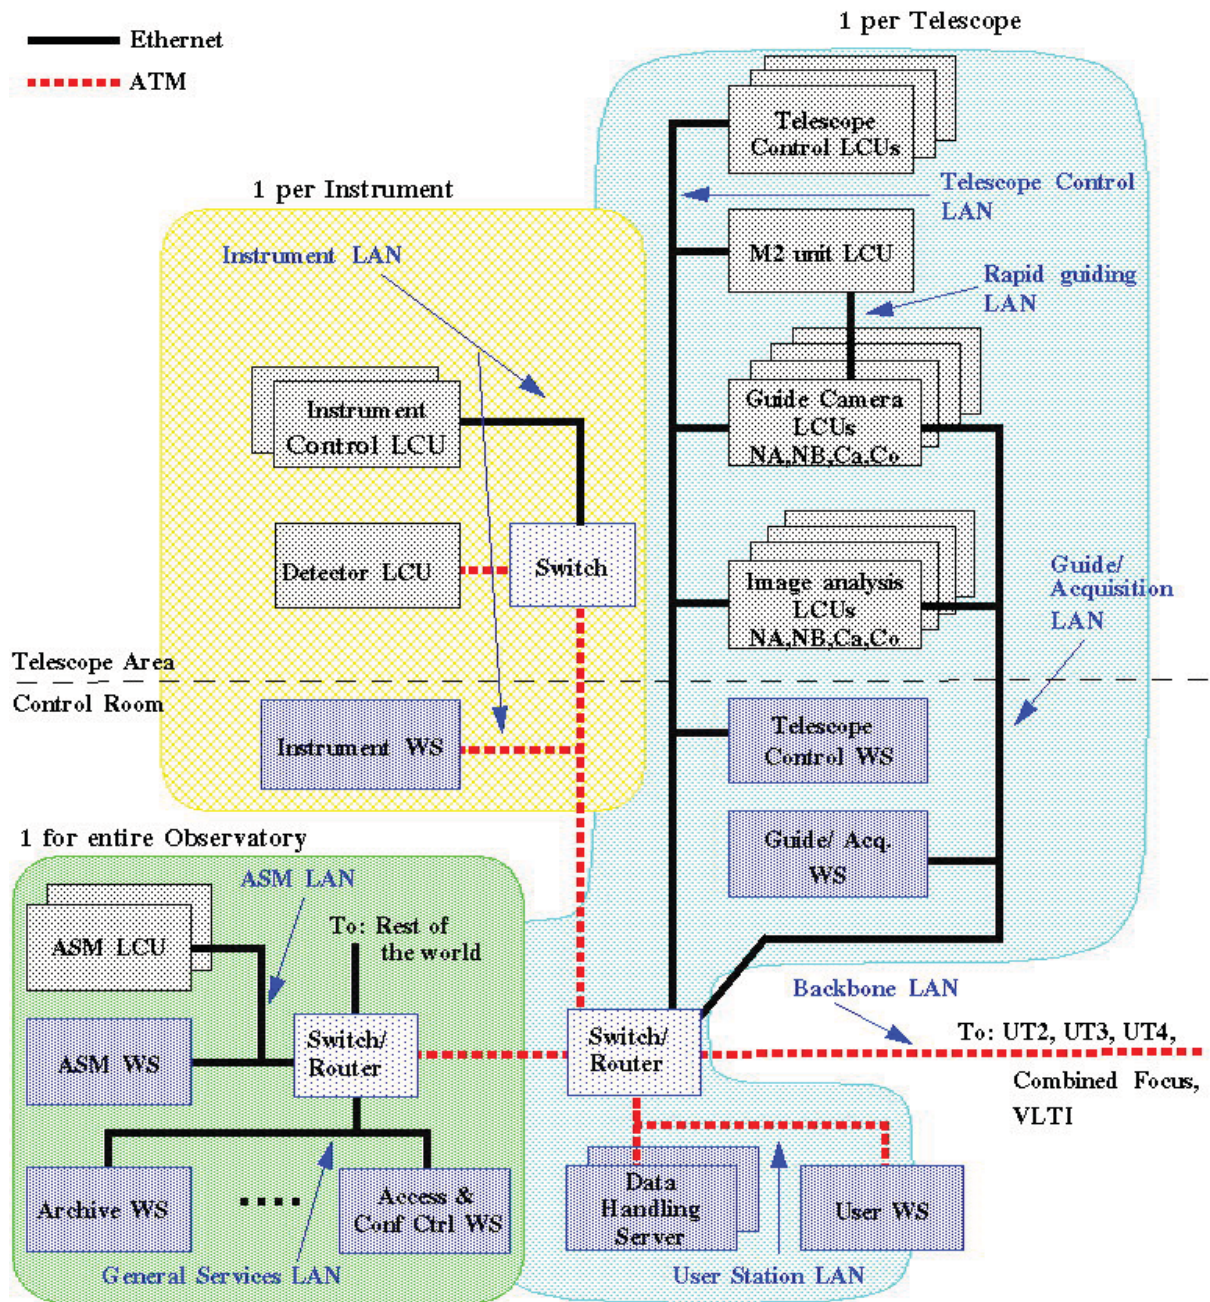 1 per Telescope
Ethernet
ATM
Telescope
Control LCUs
Telescope Control
LAN
1 per Instrument
Instrument LAN
M2 unit LCU
Rapid guiding
LAN
Guide Camera
LCUs
NA,NB,Ca,Co
Instrument
Control LCU
Detector LCU
Switch
Image analysis
LCUs
NA,NB,Ca,Co
Guide/
Acquisition
LAN
Telescope Area
Control Room
Instrument WS
Telescope
Control WS
Guide/ Acq.
WS
1 for entire Observatory
ASM LAN
ASM LCU
To: Rest of
the world
Backbone LAN
ASM WS
Switch/
Router
Switch/
Router
To: UT2, UT3, UT4,
Combined Focus,
VLTI
Archive WS
....
Access &
Conf Ctrl WS
Data
Handling
Server
User WS
General Services LAN
User Station LAN